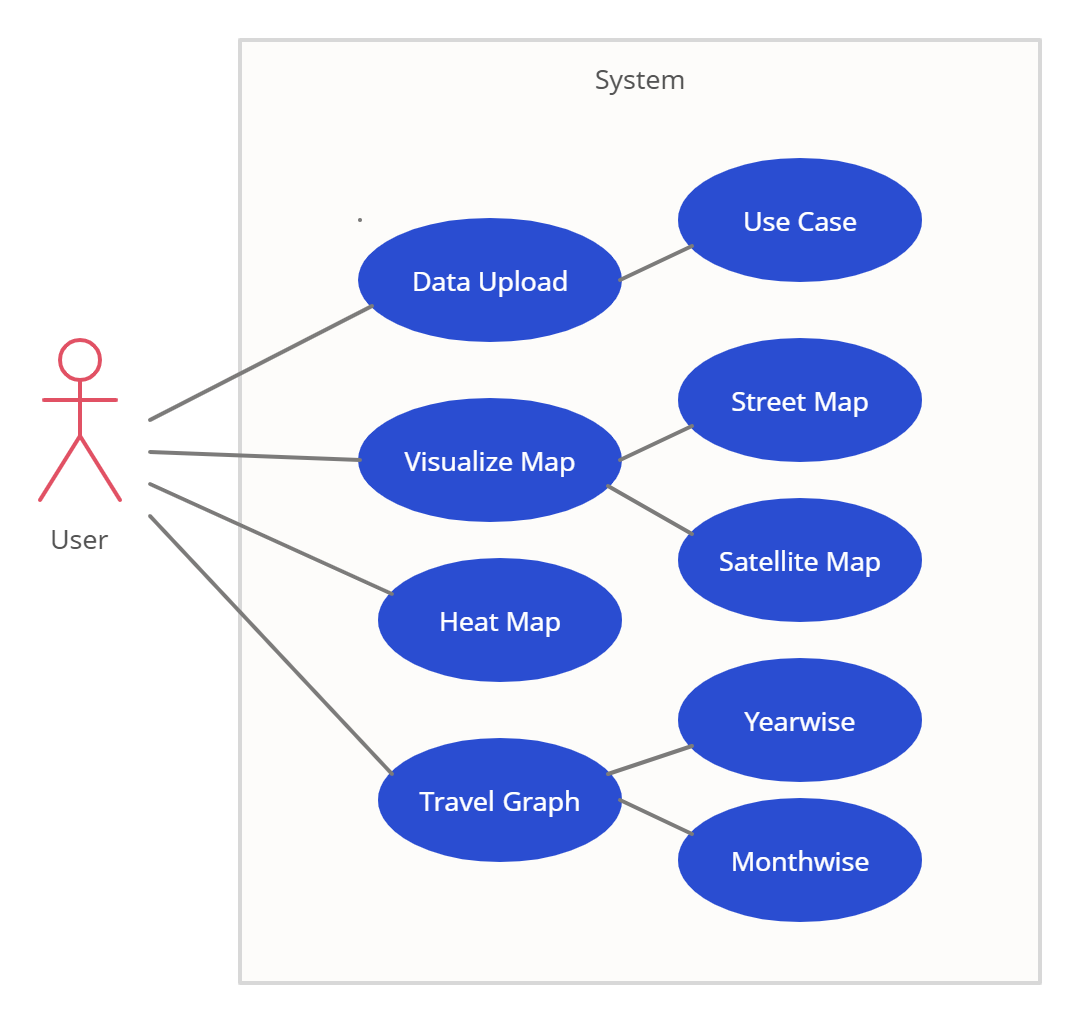 System
Use Case
Data Upload
Street Map
Visualize Map
Satellite Map
User
Heat Map
Yearwise
Travel Graph
Monthwise